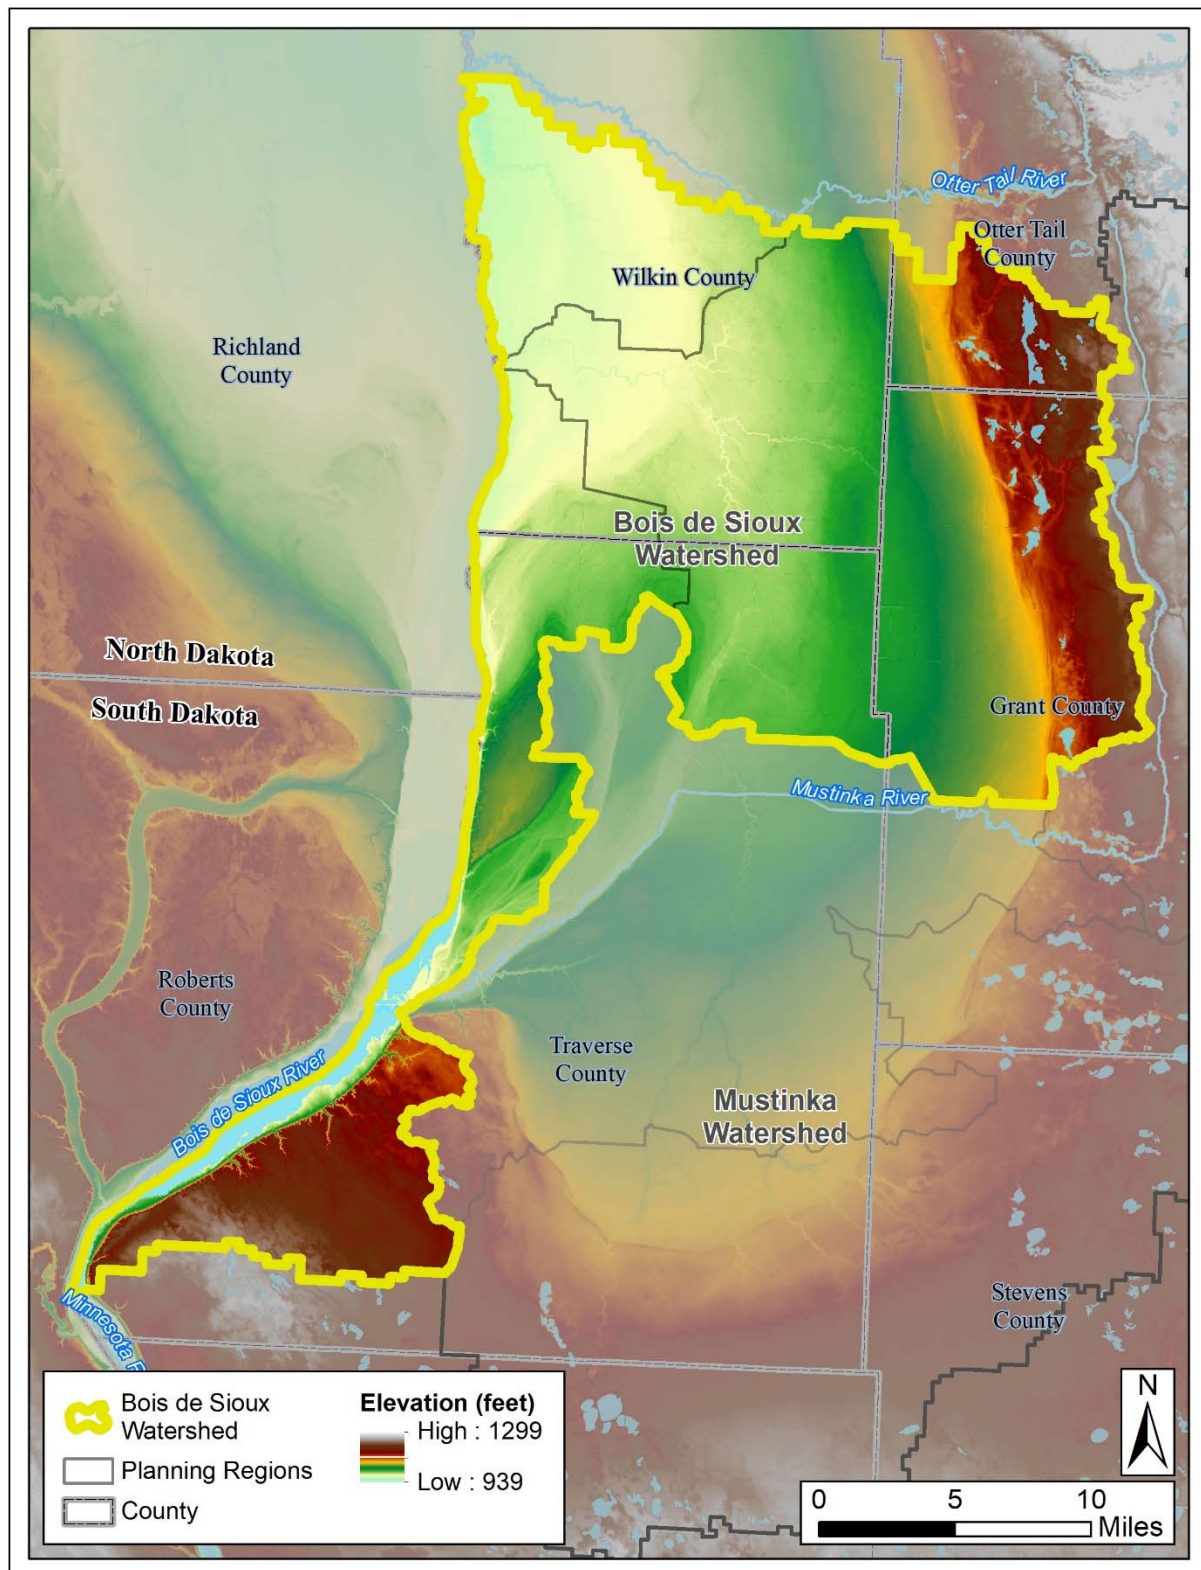 Otter Tail River
Otter Tail
County
Wilkin County
Richland
County
Bois de Sioux
Watershed
North Dakota
South Dakota
Grant County
Mustinka River
Roberts
County
Traverse
County
Bois de Sioux River
Mustinka
Watershed
Stevens
County
Minnesota R
Bois de Sioux
Watershed
Planning Regions
County
Elevation (feet)
High : 1299
Low : 939
N
0 5 10
Miles